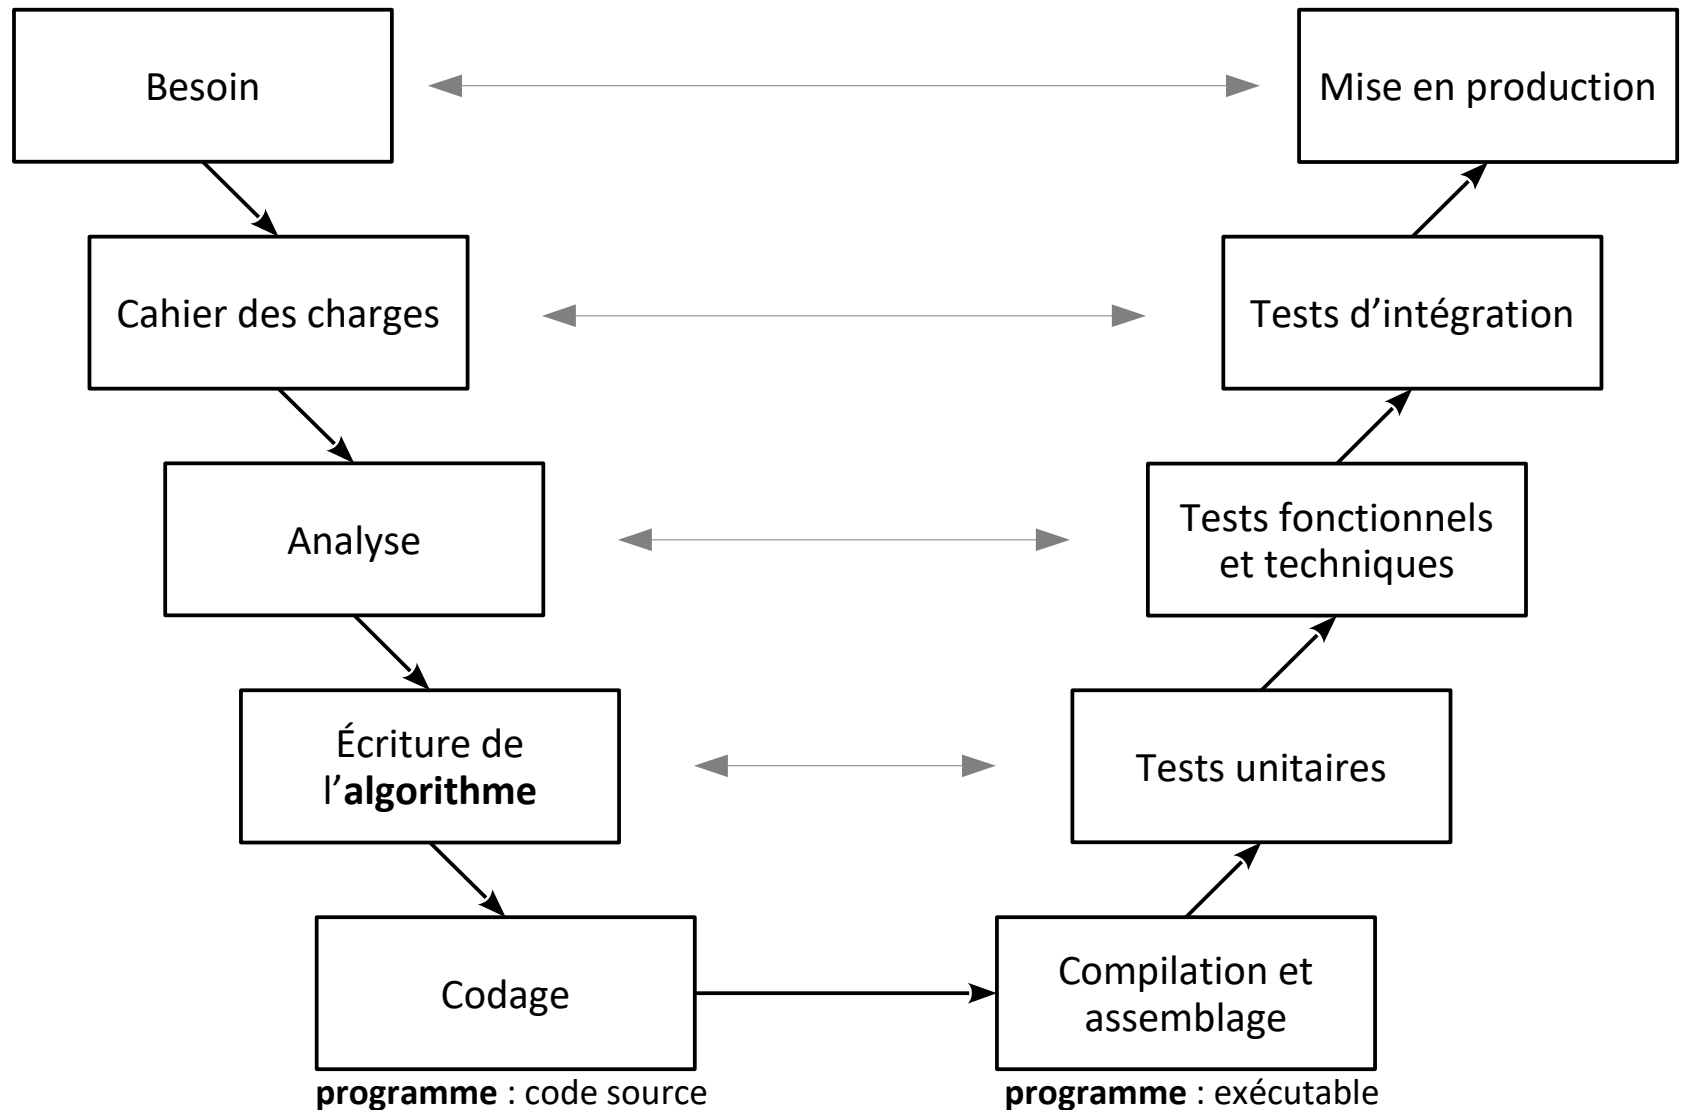 Besoin
Mise en production
Cahier des charges
Tests d’intégration
Analyse
Tests fonctionnels
et techniques
Écriture de
l’algorithme
Tests unitaires
Codage
Compilation et
assemblage
programme : code source
programme : exécutable